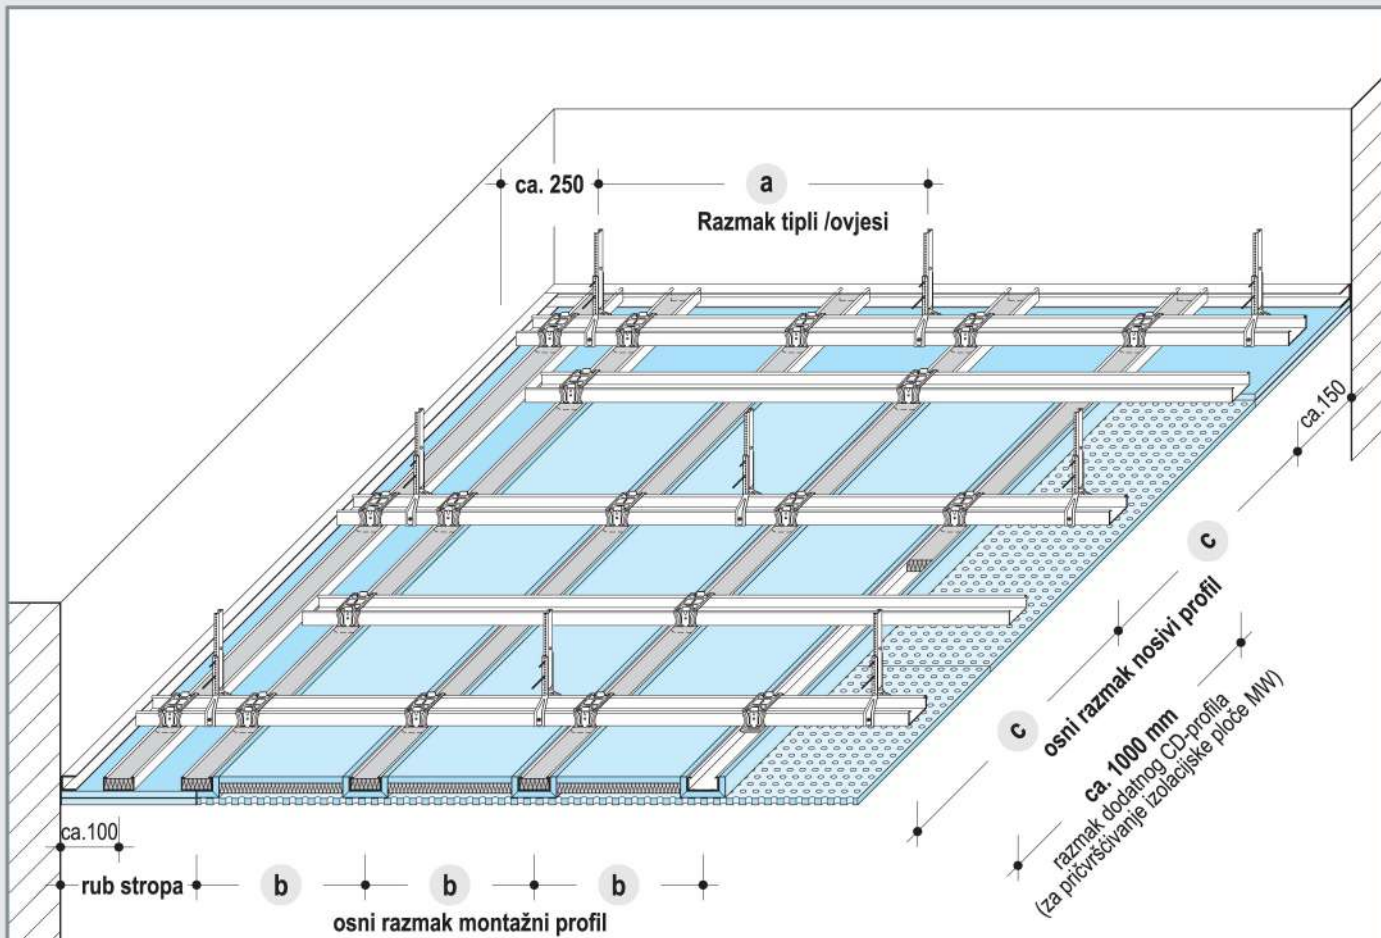 ca. 250
a
Razmak tipli /ovjesi
ca.150
c
osni razmak nosivi profil
c
ca. 1000 mm
razmak dodatnog CD-profila
(za pričvršćivanje izolacijske ploče MW)
ca.100
rub stropa
b
b
b
osni razmak montažni profil